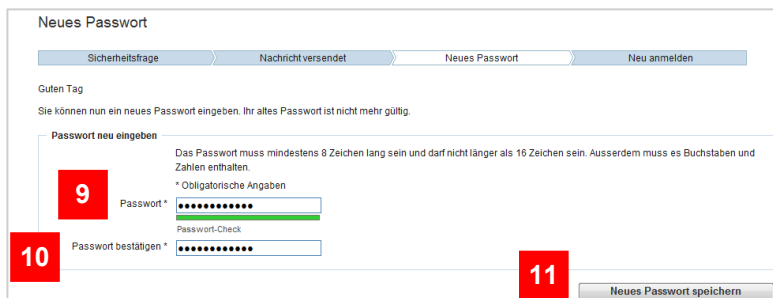 Neues Passwort
Sicherheitsfrage
Nachricht versendet
Neues Passwort
Neu anmelden
Guten Tag
Sie können nun ein neues Passwort eingeben. Ihr altes Passwort ist nicht mehr gültig.
Passwort neu eingeben
Das Passwort muss mindestens 8 Zeichen lang sein und darf nicht länger als 16 Zeichen sein. Ausserdem muss es Buchstaben und
Zahlen enthalten.
* Obligatorische Angaben
9
Passwort * ●●●●●●●●●●●●
Passwort-Check
10
Passwort bestätigen * ●●●●●●●●●●●●
11
Neues Passwort speichern